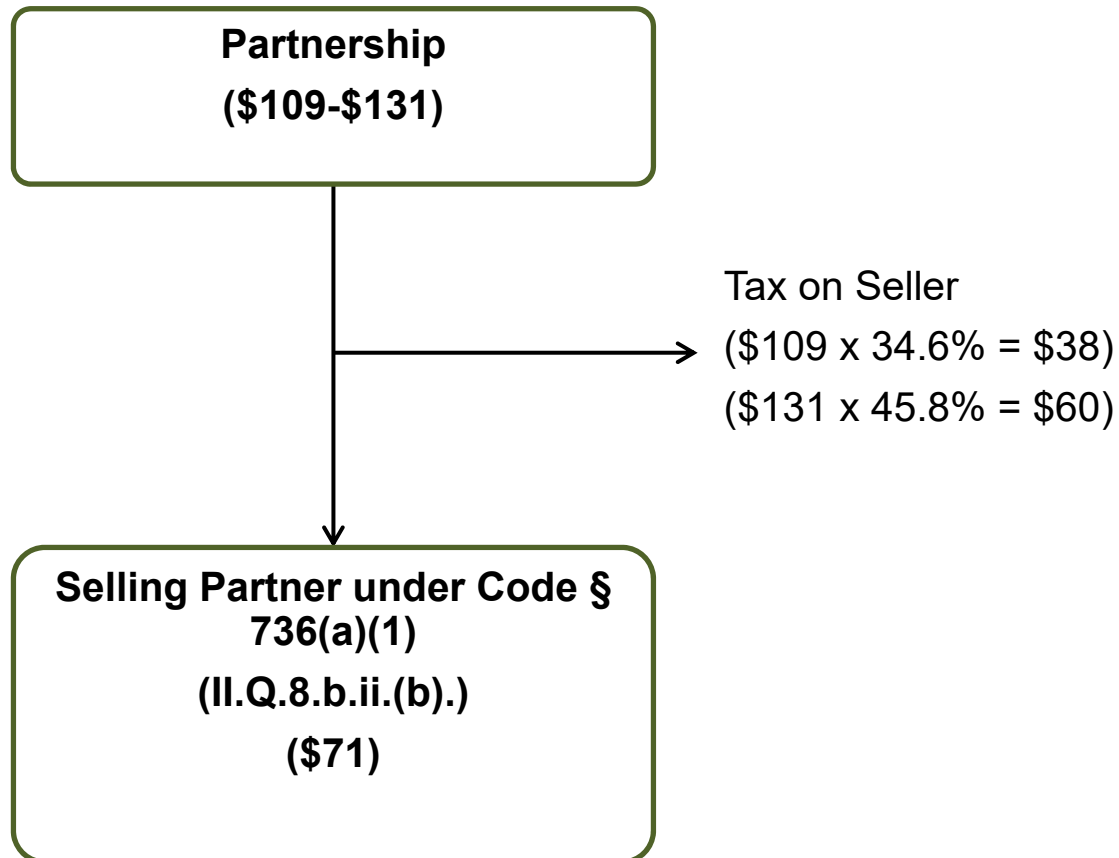 Partnership
($109-$131)
Tax on Seller
($109 x 34.6% = $38)
($131 x 45.8% = $60)
Selling Partner under Code §
736(a)(1)
(II.Q.8.b.ii.(b).)
($71)